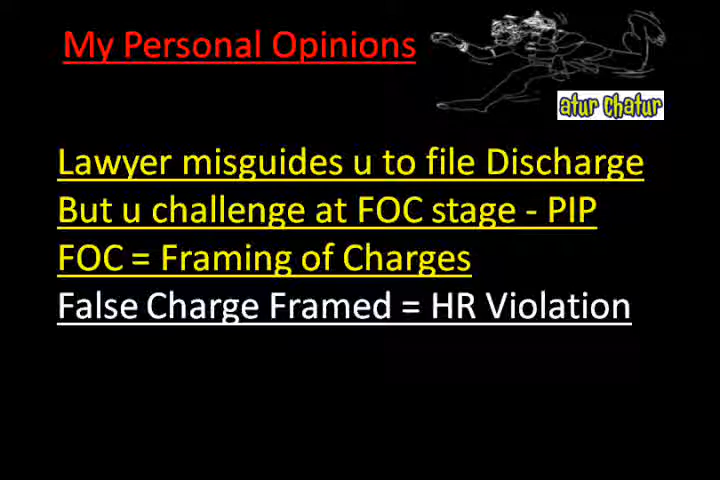 My Personal Opinions
atur chatur
Lawyer misguides u to file Discharge
But u challenge at FOC stage - PIP
FOC = Framing of Charges
False Charge Framed = HR Violation